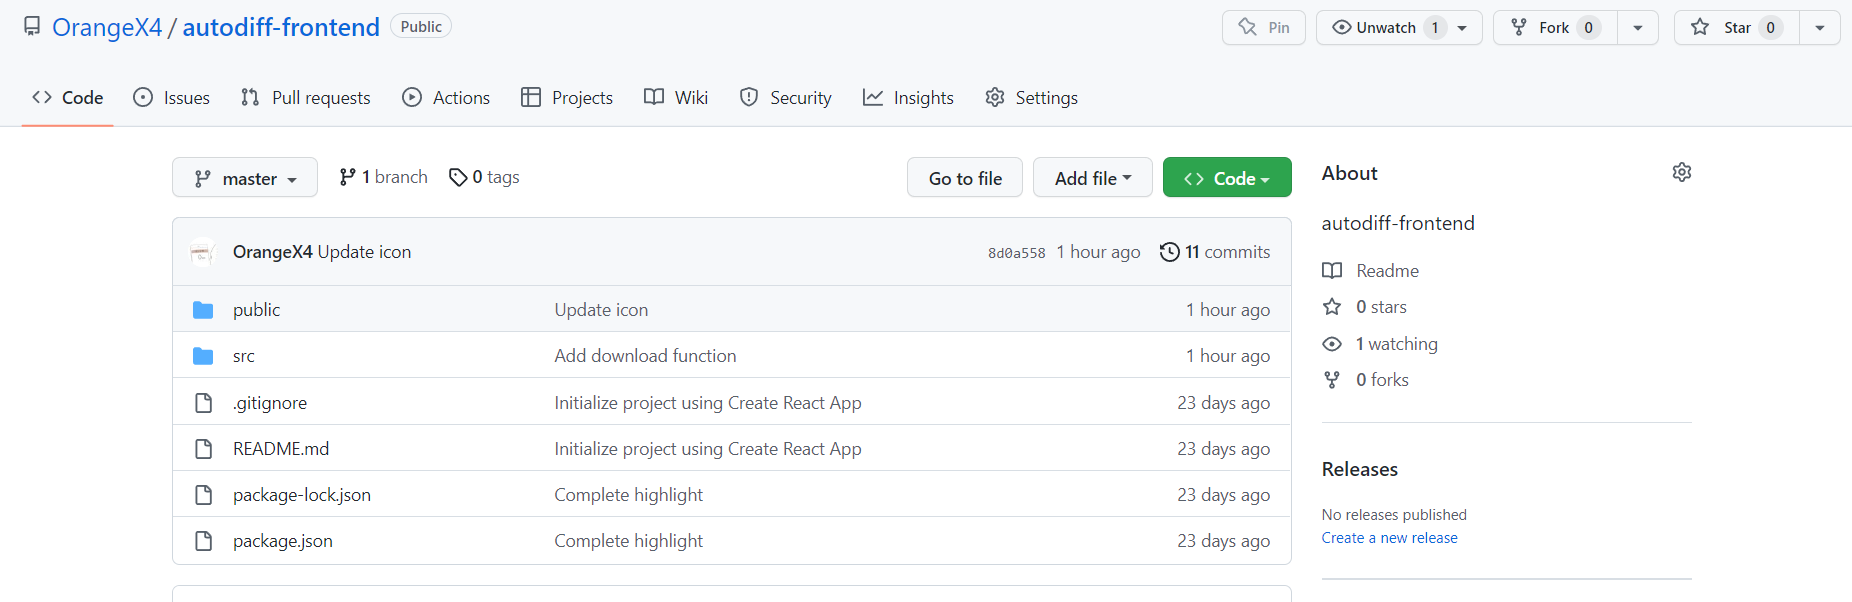 OrangeX4 / autodiff-frontend Public
Pin
Unwatch 1
Fork 0
Star 0
Code
Issues
Pull requests
Actions
Projects
Wiki
Security
Insights
Settings
master
1 branch
0 tags
Go to file
Add file
Code
OrangeX4 Update icon 8d0a558 1 hour ago 11 commits
public Update icon 1 hour ago
src Add download function 1 hour ago
.gitignore Initialize project using Create React App 23 days ago
README.md Initialize project using Create React App 23 days ago
package-lock.json Complete highlight 23 days ago
package.json Complete highlight 23 days ago
About
autodiff-frontend
Readme
0 stars
1 watching
0 forks
Releases
No releases published
Create a new release